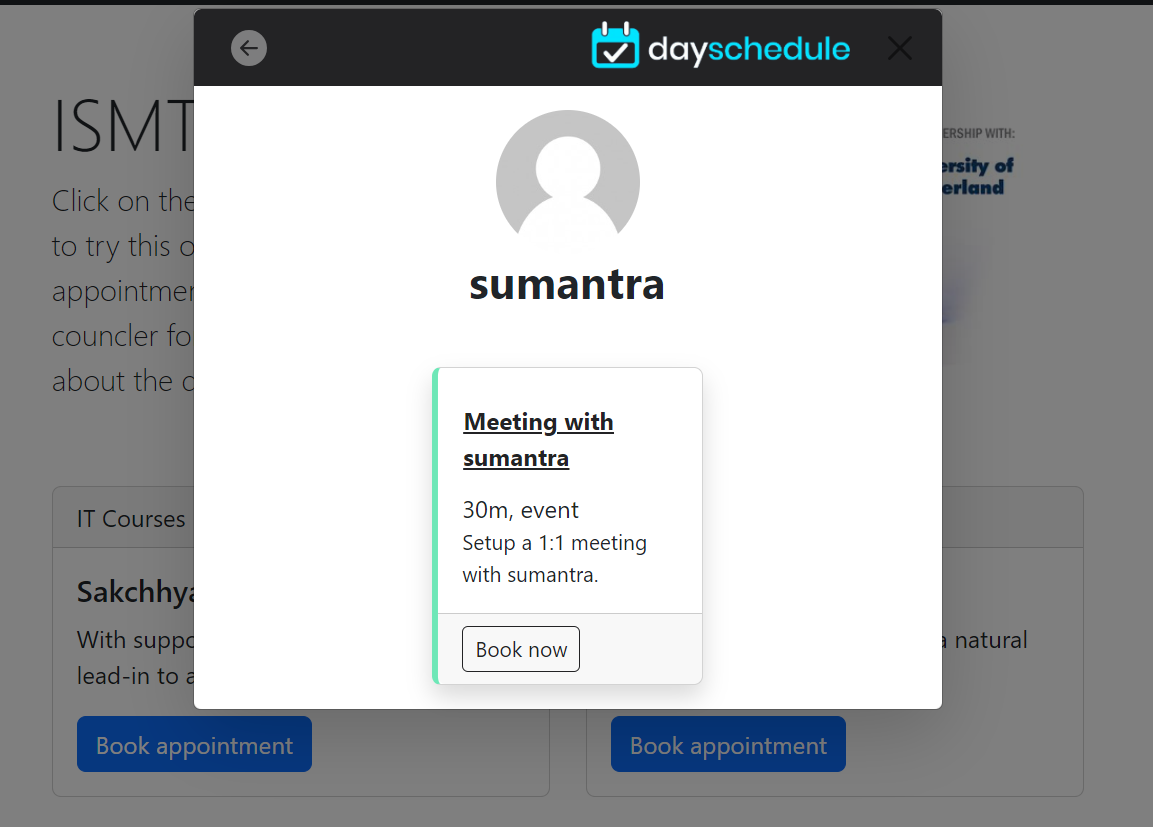 dayschedule
ISMT
ERSHIP WITH:
ersity of
erland
Click on the
to try this
appointmen
councler fo
about the
sumantra
Meeting with
sumantra
30m, event
Setup a 1:1 meeting
with sumantra.
Book now
IT Courses
Sakchhya
With suppo
lead-in to a
Book appointment
a natural
Book appointment